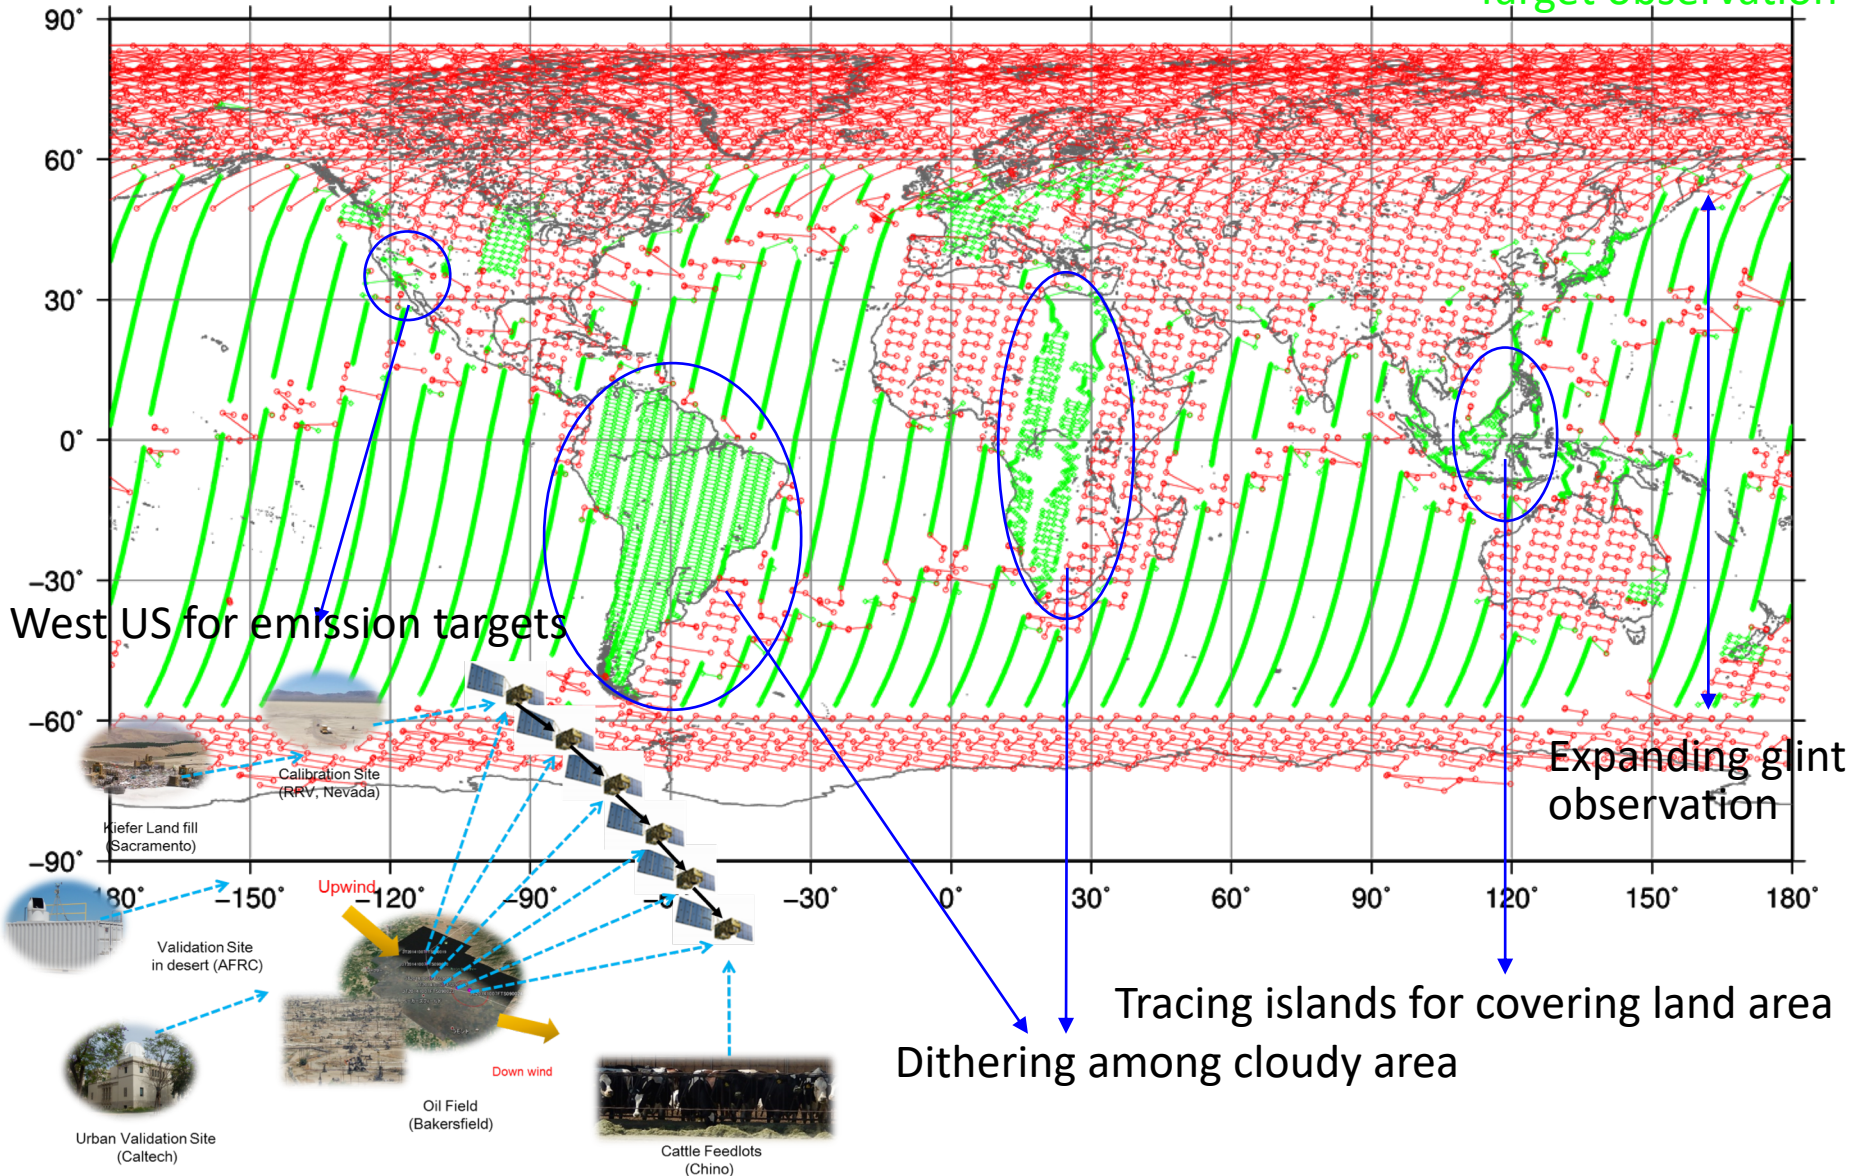 Target observation
90°
60°
30°
0°
−30°
−60°
−90°
West US for emission targets
Calibration Site
(RRV, Nevada)
Kiefer Land fill
(Sacramento)
Expanding glint
observation
−150°
−120°
−90°
−30°
0°
30°
60°
90°
120°
150°
180°
Upwind
Validation Site
in desert (AFRC)
Tracing islands for covering land area
Dithering among cloudy area
Down wind
Oil Field
(Bakersfield)
Urban Validation Site
(Caltech)
Cattle Feedlots
(Chino)